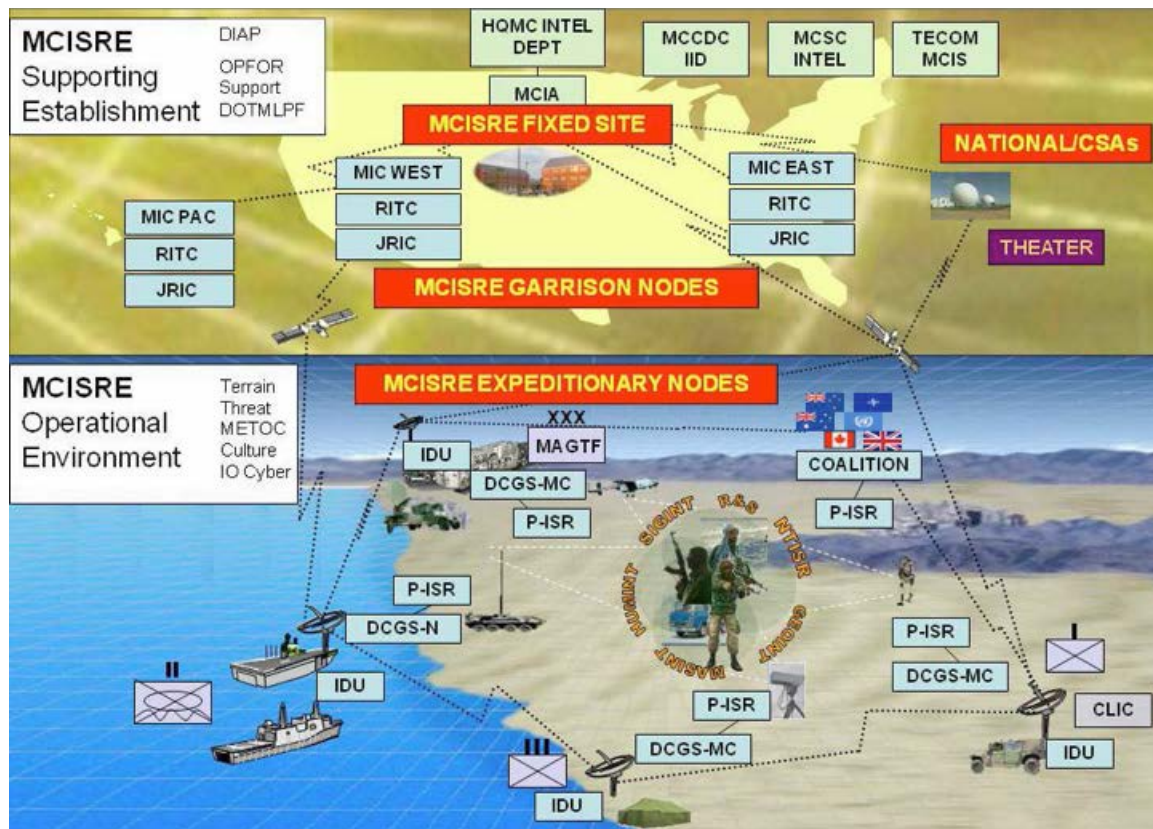 MCISRE
Supporting
Establishment
DIAP
OPFOR
Support
DOTMLPF
HQMC INTEL
DEPT
MCCDC
IID
MCSC
INTEL
TECOM
MCIS
MCIA
MCISRE FIXED SITE
NATIONAL/CSAs
MIC WEST
RITC
JRIC
MIC EAST
RITC
JRIC
MIC PAC
RITC
JRIC
THEATER
MCISRE GARRISON NODES
MCISRE
Operational
Environment
Terrain
Threat
METOC
Culture
IO Cyber
MCISRE EXPEDITIONARY NODES
XXX
MAGTF
IDU
DCGS-MC
P-ISR
COALITION
P-ISR
SIGINT
R&S
NTISR
GEOINT
MASINT
HUMINT
P-ISR
DCGS-N
IDU
II
P-ISR
DCGS-MC
I
CLIC
IDU
P-ISR
DCGS-MC
III
IDU